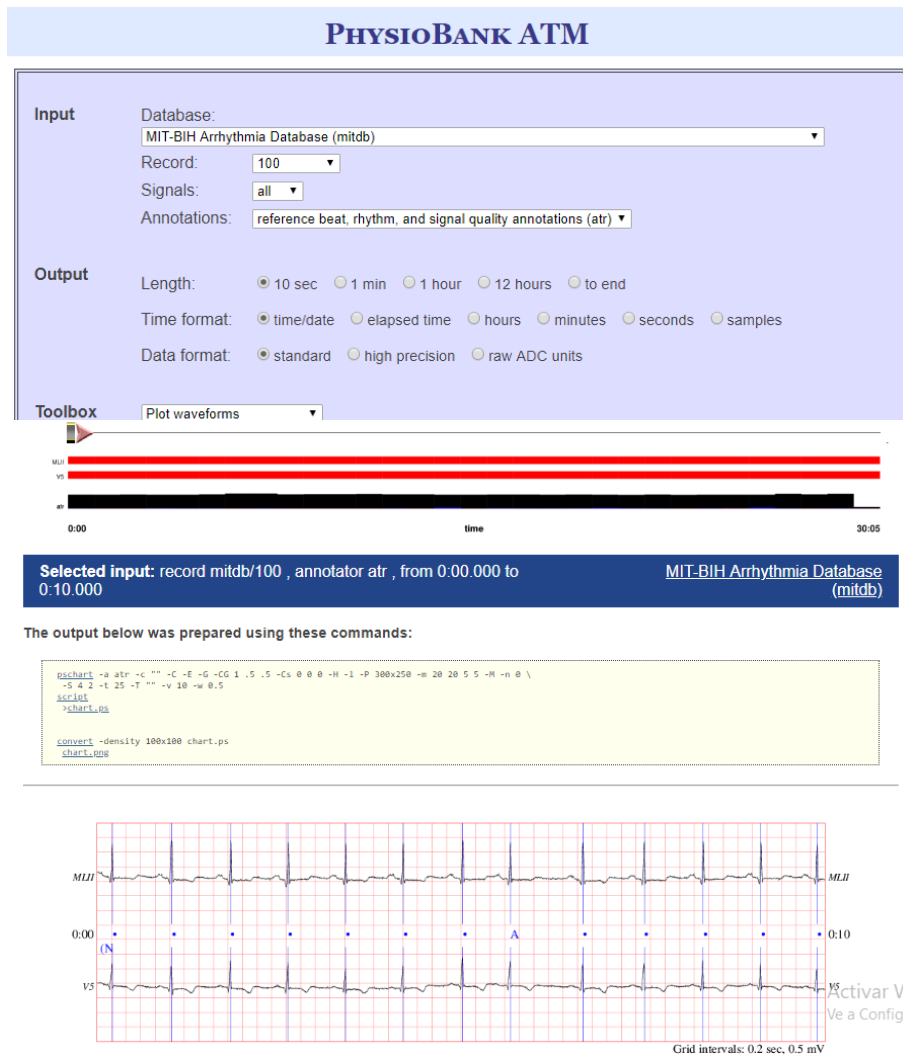 PHYSIOBANK ATM
Input
Database:
MIT-BIH Arrhythmia Database (mitdb)
Record: 100
Signals: all
Annotations: reference beat, rhythm, and signal quality annotations (atr)
Output
Length: 10 sec 1 min 1 hour 12 hours to end
Time format: time/date elapsed time hours minutes seconds samples
Data format: standard high precision raw ADC units
Toolbox Plot waveforms
MLII
V5
atr
0:00 time 30:05
Selected input: record mitdb/100 , annotator atr , from 0:00.000 to MIT-BIH Arrhythmia Database
0:10.000 (mitdb)
The output below was prepared using these commands:
pschart -a atr -c "" -C -E -G -CG 1 .5 .5 -Cs 0 0 0 -H -l -P 300x250 -m 20 20 5 5 -M -n 0 \
-S 4 2 -t 25 -T "" -v 10 -w 0.5
script
>chart.ps
convert -density 100x100 chart.ps
chart.png
MLII MLII
0:00 A 0:10
(N
V5 V5
Activar
Ve a Config
Grid intervals: 0.2 sec, 0.5 mV